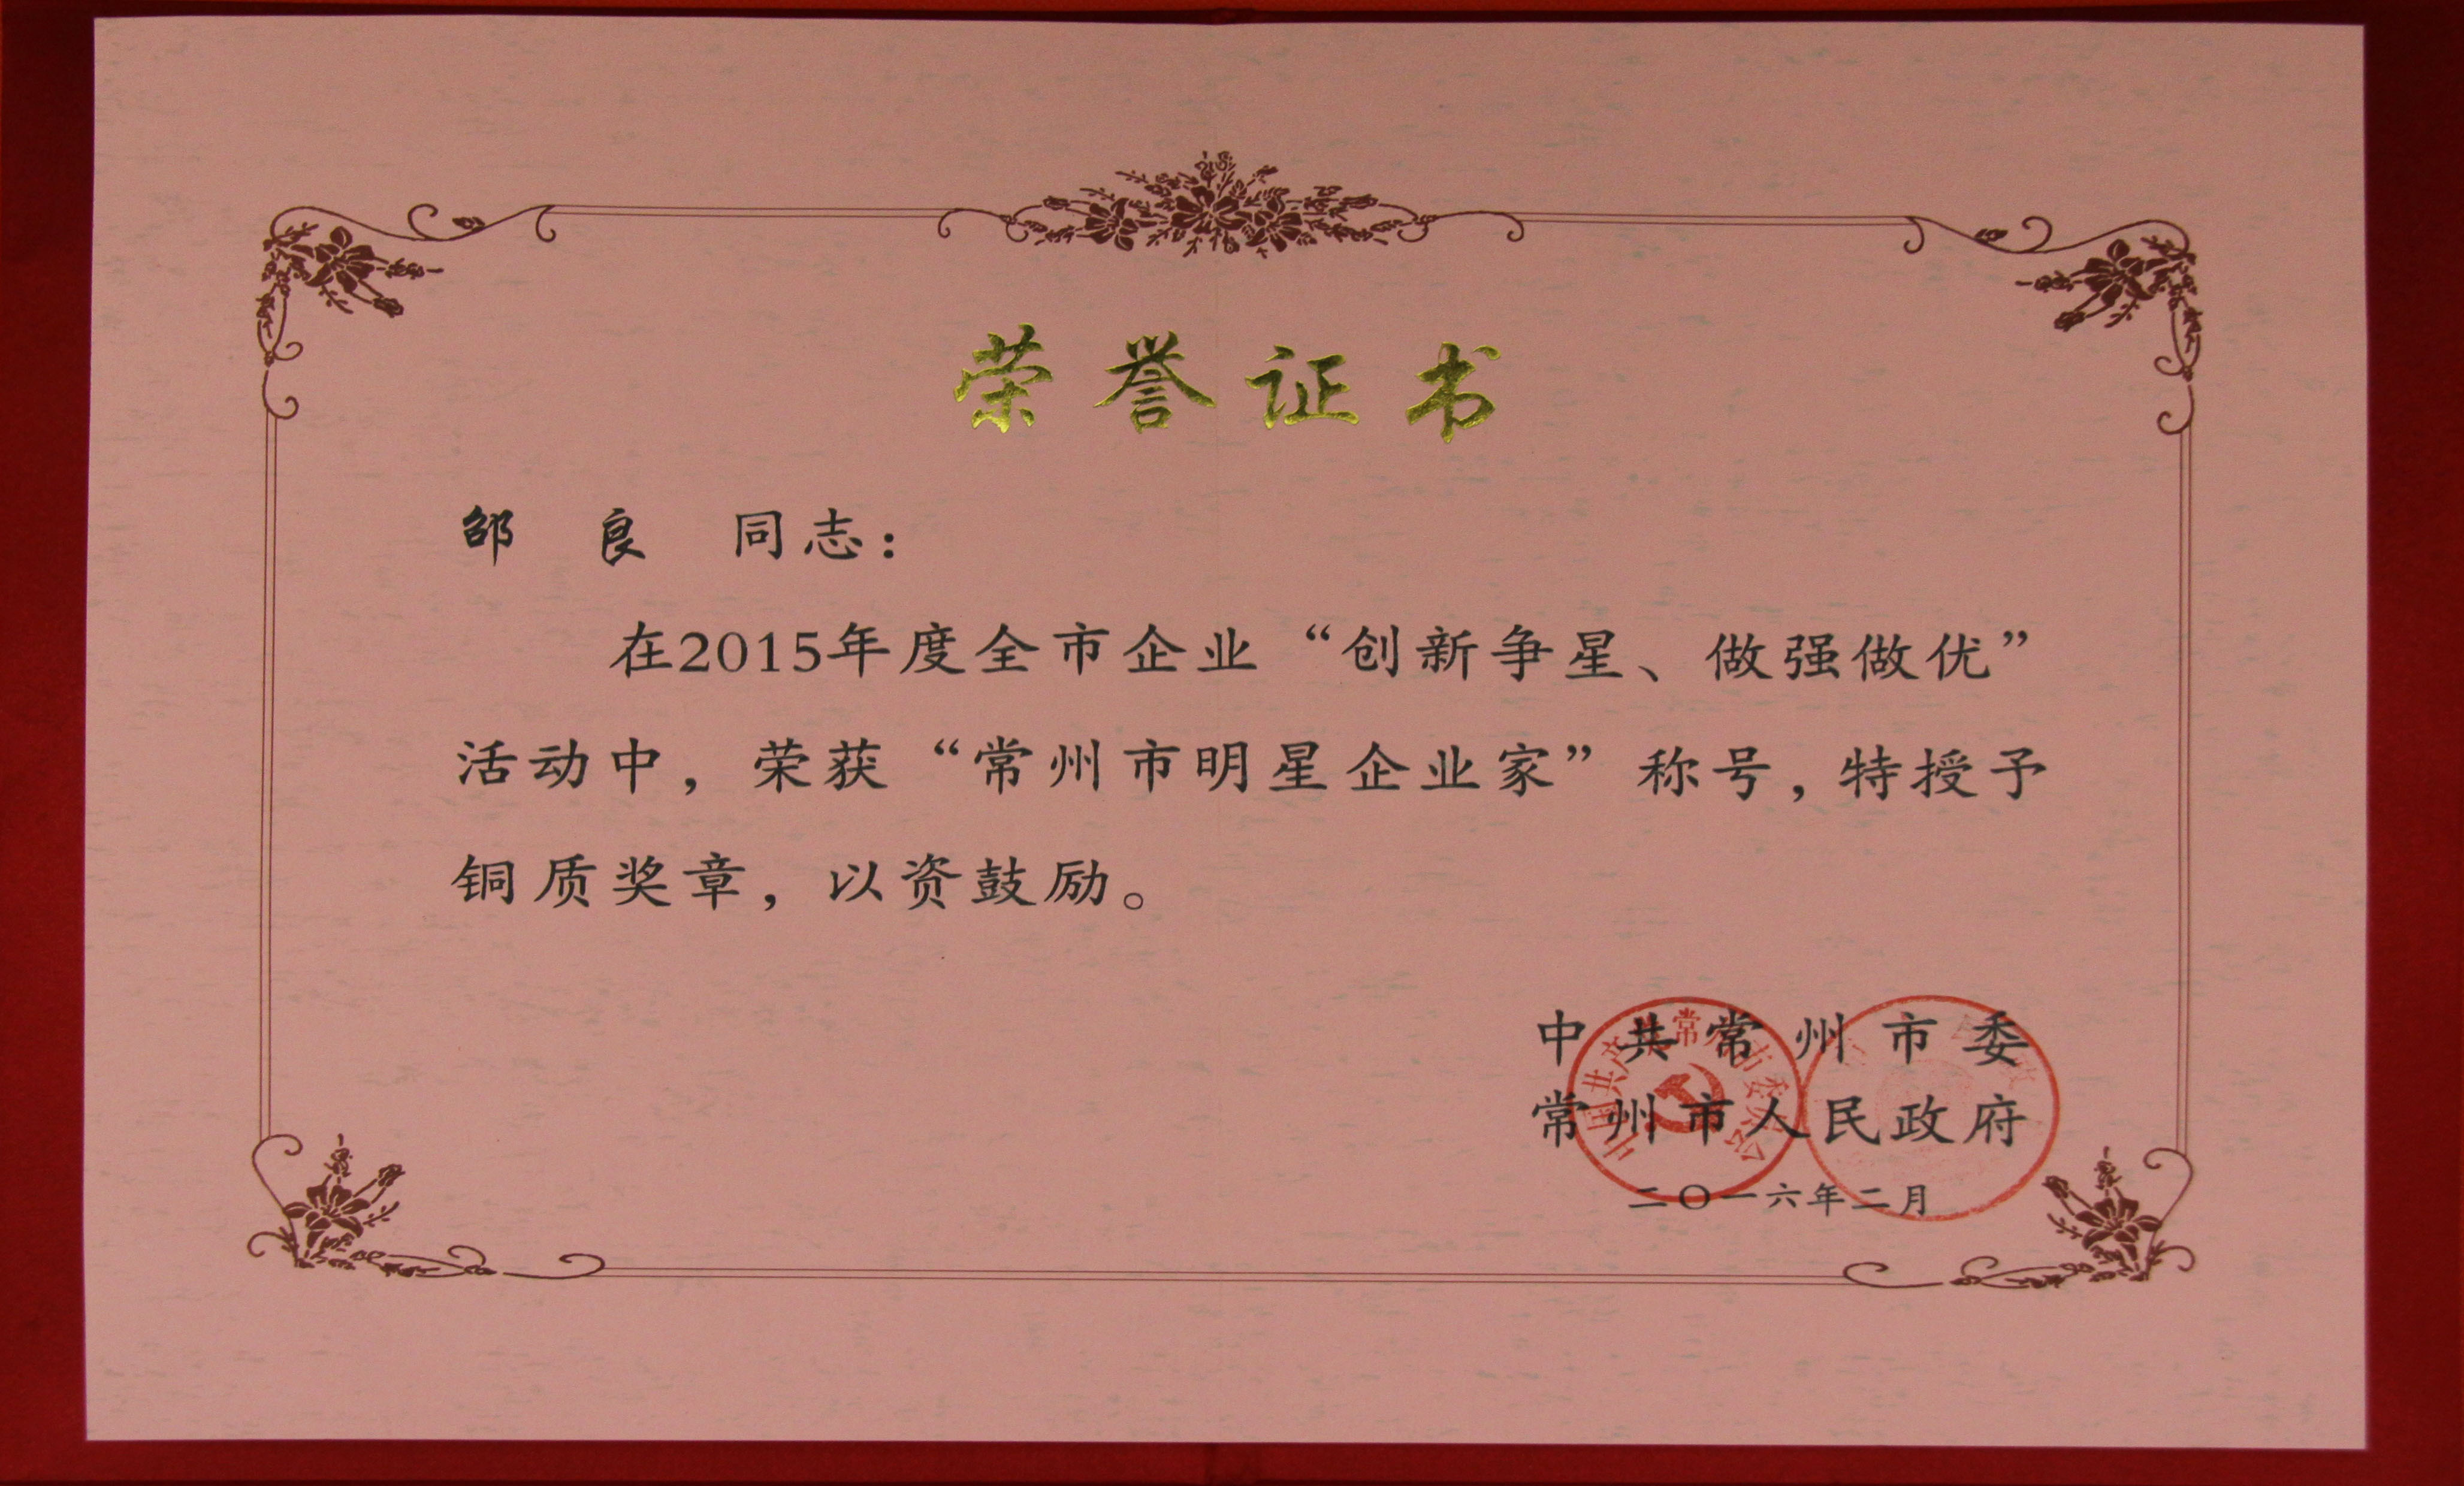 荣誉证书
邵 良 同志：
在2015年度全市企业“创新争星、做强做优”
活动中，荣获“常州市明星企业家”称号，特授予
铜质奖章，以资鼓励。
中共常州市委
常州市人民政府
二〇一六年二月